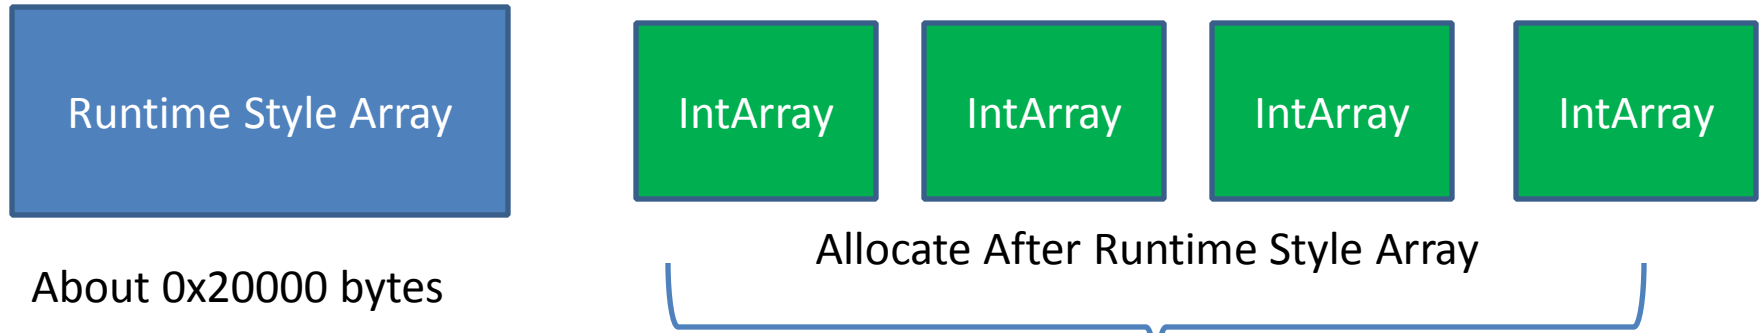 Runtime Style Array
IntArray
IntArray
IntArray
IntArray
Allocate After Runtime Style Array
About 0x20000 bytes